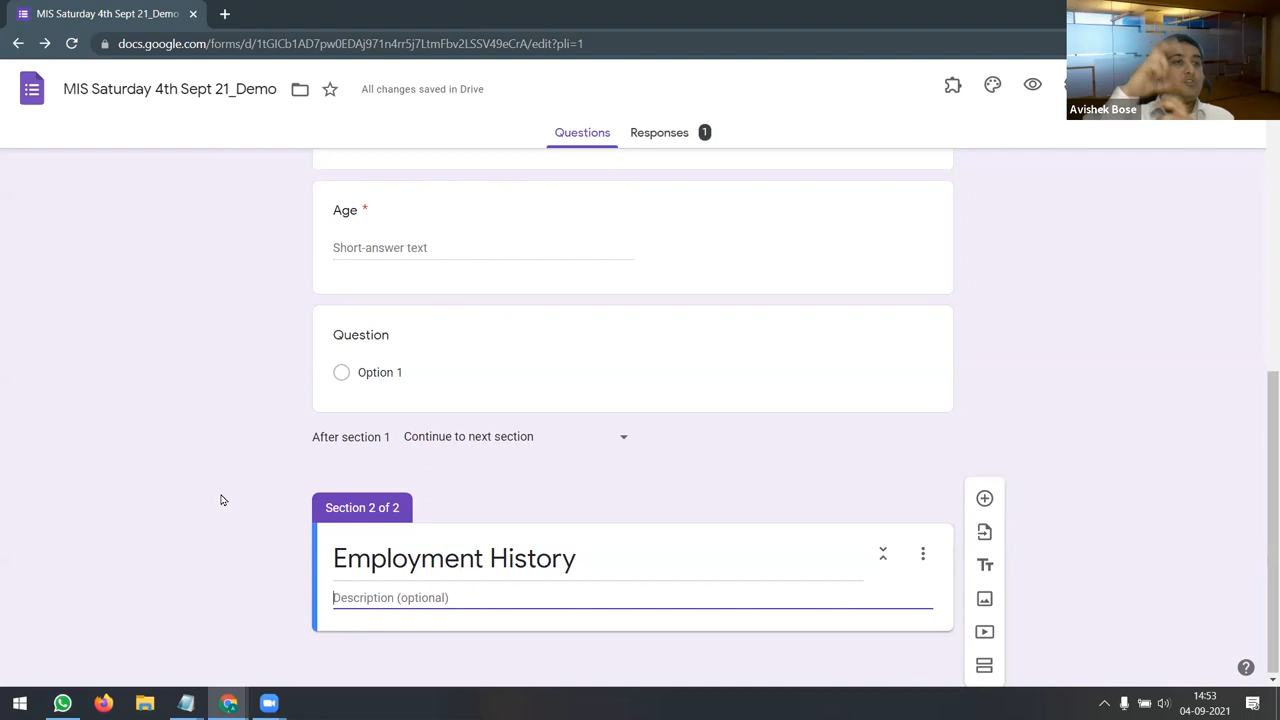 MIS Saturday 4th Sept 21_Demo
docs.google.com/forms/d/1tGICb1AD7pw0EDAj971n4rr5j7LtmFbv2LSSV49eCrA/edit?pli=1
MIS Saturday 4th Sept 21_Demo
All changes saved in Drive
Avishek Bose
Questions
Responses
1
Age *
Short-answer text
Question
Option 1
After section 1
Continue to next section
Section 2 of 2
Employment History
Description (optional)
Tт
14:53
04-09-2021